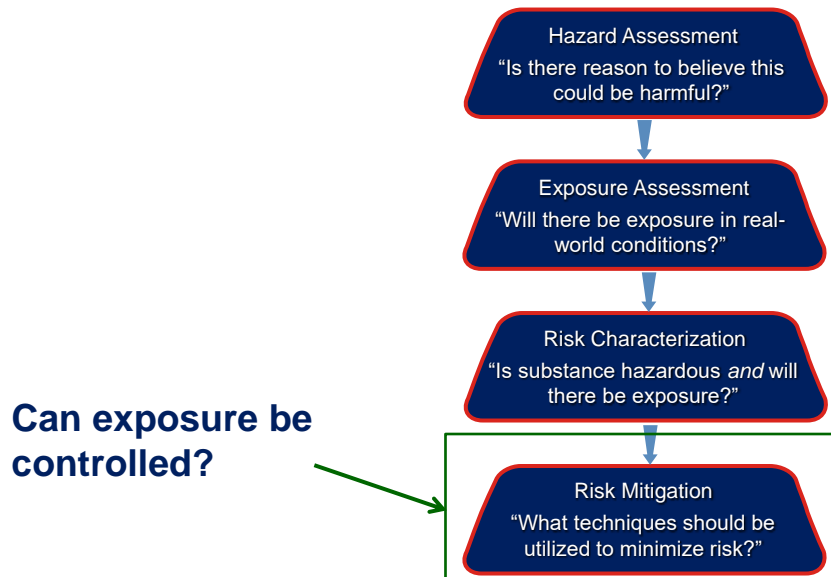 Hazard Assessment
“Is there reason to believe this
could be harmful?”
Exposure Assessment
“Will there be exposure in real-
world conditions?”
Risk Characterization
“Is substance hazardous and will
there be exposure?”
Can exposure be
controlled?
Risk Mitigation
“What techniques should be
utilized to minimize risk?”